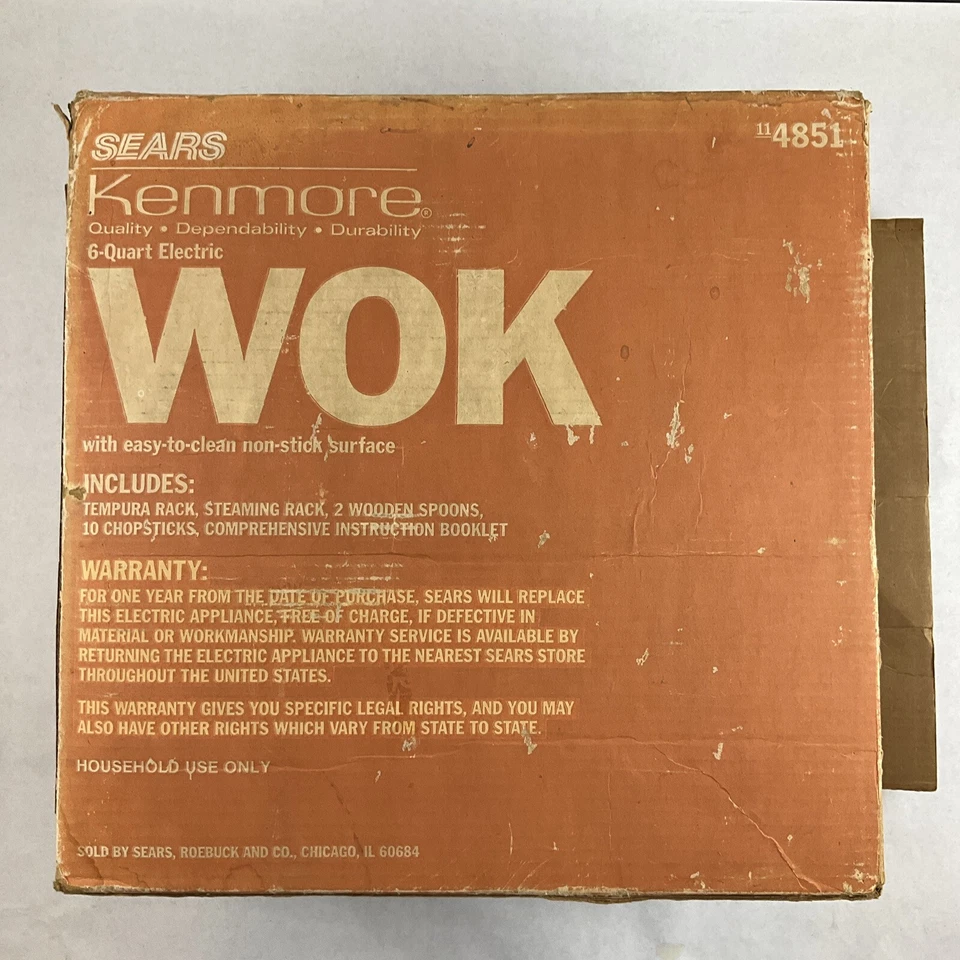 SEARS
11 4851
Kenmore®
Quality • Dependability • Durability
6-Quart Electric
WOK
with easy-to-clean non-stick surface
INCLUDES:
TEMPURA RACK, STEAMING RACK, 2 WOODEN SPOONS,
10 CHOPSTICKS, COMPREHENSIVE INSTRUCTION BOOKLET
WARRANTY:
FOR ONE YEAR FROM THE DATE OF PURCHASE, SEARS WILL REPLACE
THIS ELECTRIC APPLIANCE, FREE OF CHARGE, IF DEFECTIVE IN
MATERIAL OR WORKMANSHIP. WARRANTY SERVICE IS AVAILABLE BY
RETURNING THE ELECTRIC APPLIANCE TO THE NEAREST SEARS STORE
THROUGHOUT THE UNITED STATES.
THIS WARRANTY GIVES YOU SPECIFIC LEGAL RIGHTS, AND YOU MAY
ALSO HAVE OTHER RIGHTS WHICH VARY FROM STATE TO STATE.
HOUSEHOLD USE ONLY
SOLD BY SEARS, ROEBUCK AND CO., CHICAGO, IL 60684